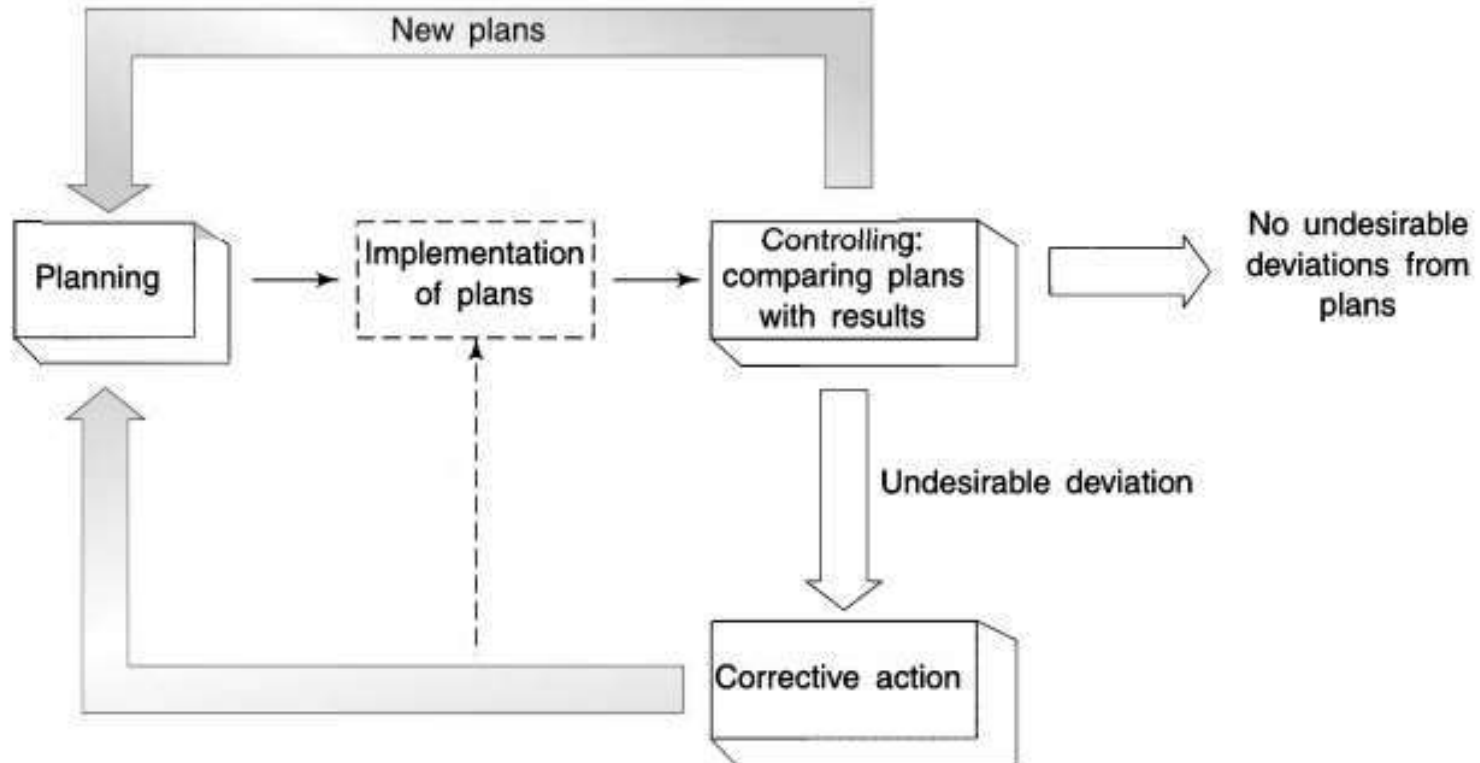 New plans
Planning
Implementation
of plans
Controlling:
comparing plans
with results
No undesirable
deviations from
plans
Undesirable deviation
Corrective action